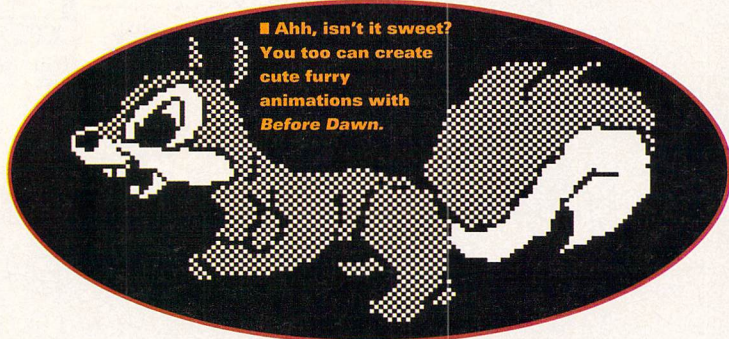 ■ Ahh, isn't it sweet?
You too can create
cute furry
animations with
Before Dawn.